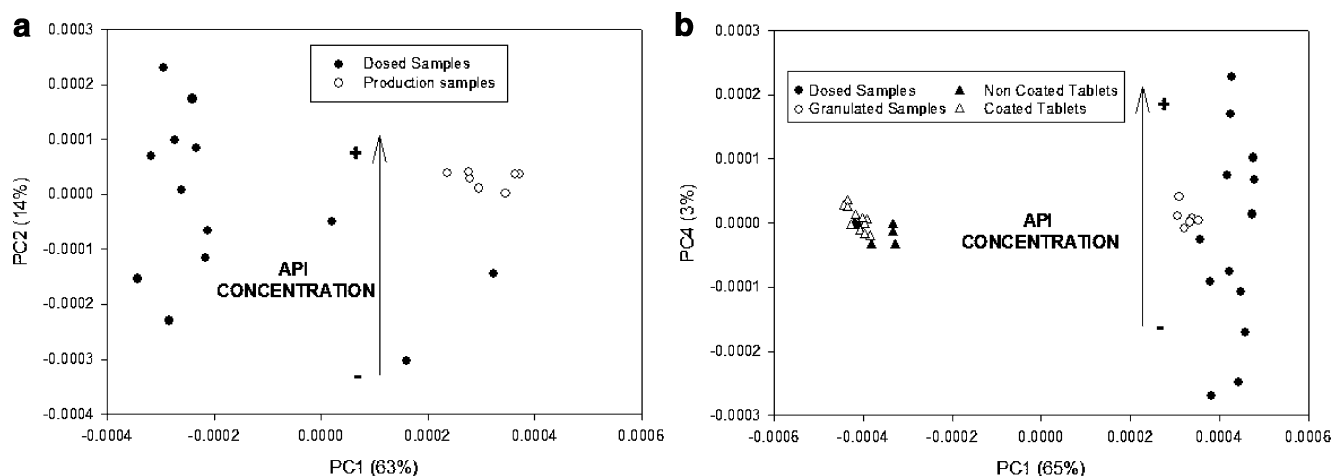 a
0.0003
0.0002
0.0001
0.0000
-0.0001
-0.0002
-0.0003
-0.0004
PC2 (14%)
Dosed Samples
Production samples
+
API
CONCENTRATION
-
-0.0004 -0.0002 0.0000 0.0002 0.0004 0.0006
PC1 (63%)
b
0.0003
0.0002
0.0001
0.0000
-0.0001
-0.0002
-0.0003
PC4 (3%)
Dosed Samples Non Coated Tablets
Granulated Samples Coated Tablets
+
API
CONCENTRATION
-
-0.0006 -0.0004 -0.0002 0.0000 0.0002 0.0004 0.0006
PC1 (65%)